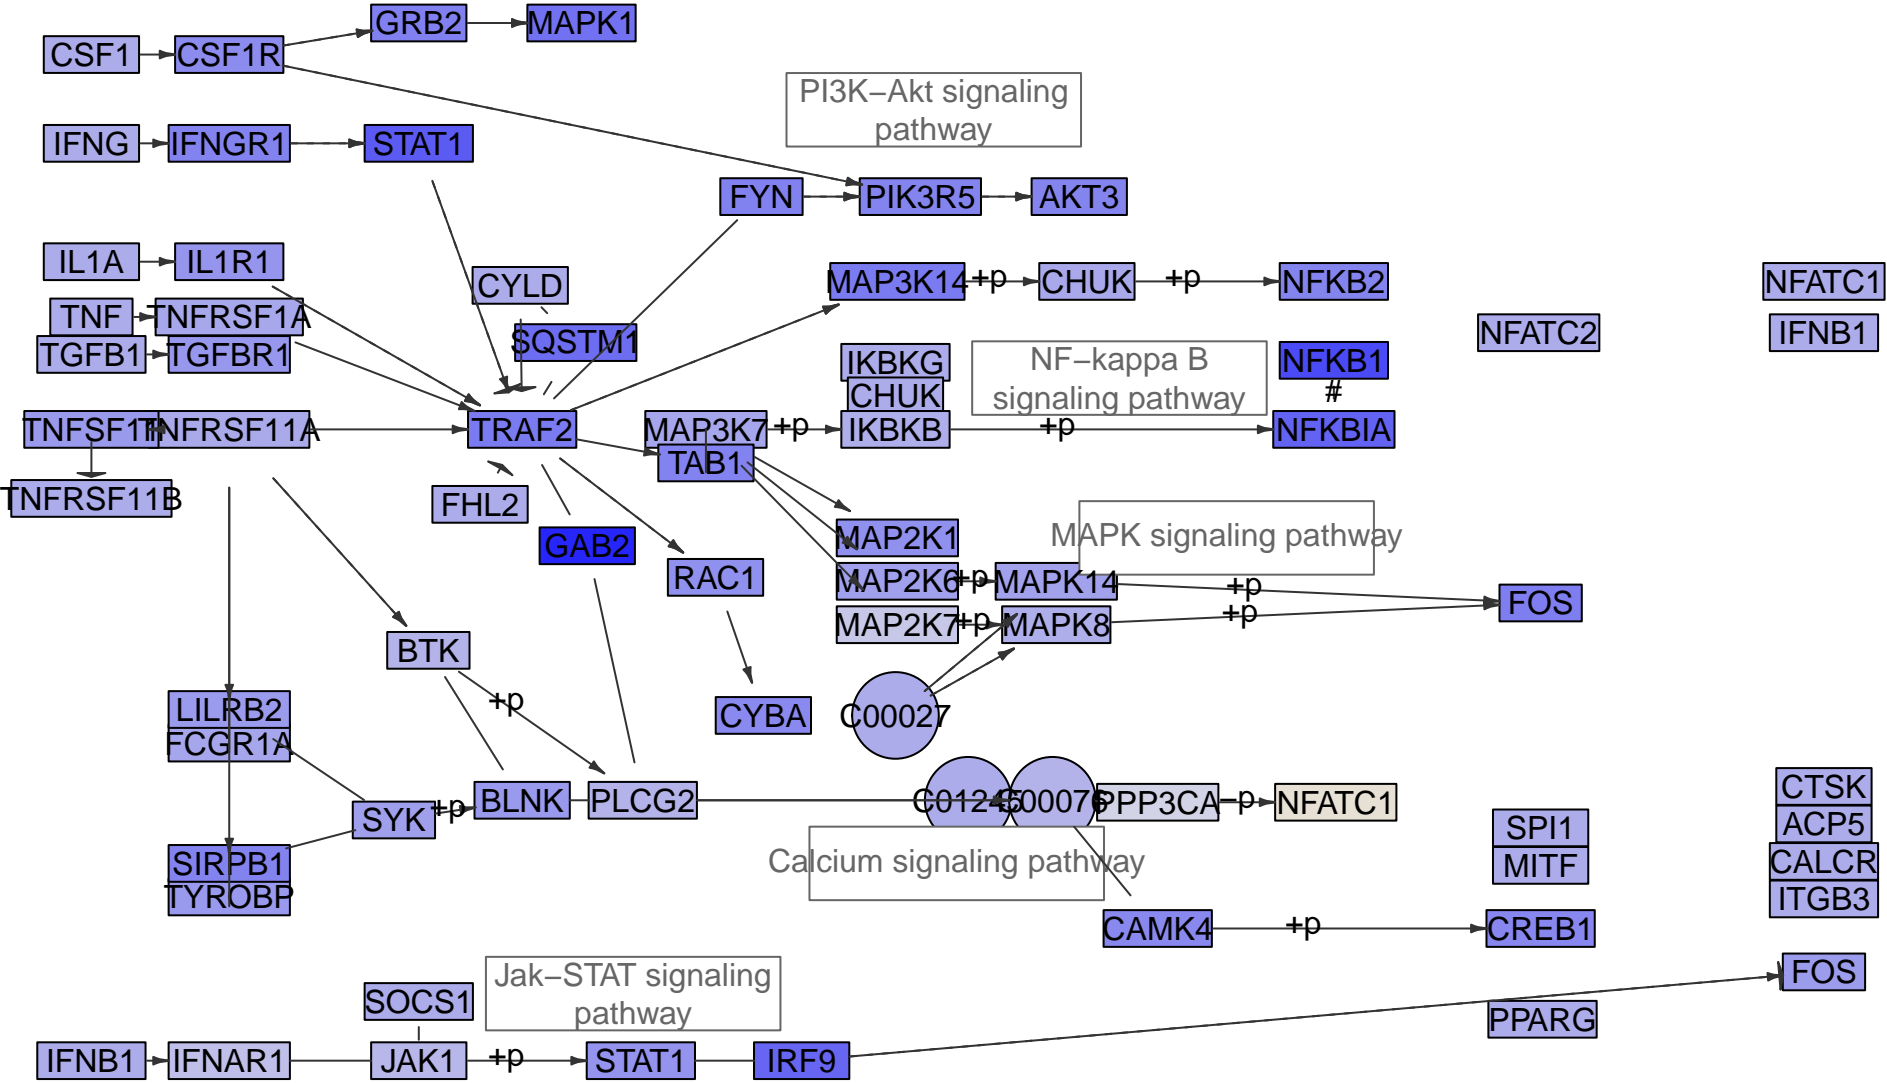 GRB2
MAPK1
CSF1
CSF1R
PI3K–Akt signaling
pathway
IFNG
IFNGR1
STAT1
FYN
PIK3R5
AKT3
IL1A
IL1R1
CYLD
MAP3K14
+p
CHUK
+p
NFKB2
NFATC1
TNF
TNFRSF1A
SQSTM1
NFATC2
IFNB1
TGFB1
TGFBR1
IKBKG
NF–kappa B
signaling pathway
NFKB1
#
CHUK
TNFSF11
TNFRSF11A
TRAF2
MAP3K7
+p
IKBKB
+p
NFKBIA
TAB1
TNFRSF11B
FHL2
GAB2
MAP2K1
MAPK signaling pathway
RAC1
MAP2K6
+p
MAPK14
+p
FOS
MAP2K7
+p
MAPK8
+p
BTK
+p
LILRB2
FCGR1A
CYBA
C00027
SYK
+p
BLNK
PLCG2
C01245
C00076
PPP3CA
–p
NFATC1
CTSK
SPI1
ACP5
MITF
CALCR
ITGB3
SIRPB1
TYROBP
Calcium signaling pathway
CAMK4
+p
CREB1
Jak–STAT signaling
pathway
FOS
SOCS1
PPARG
IFNB1
IFNAR1
JAK1
+p
STAT1
IRF9